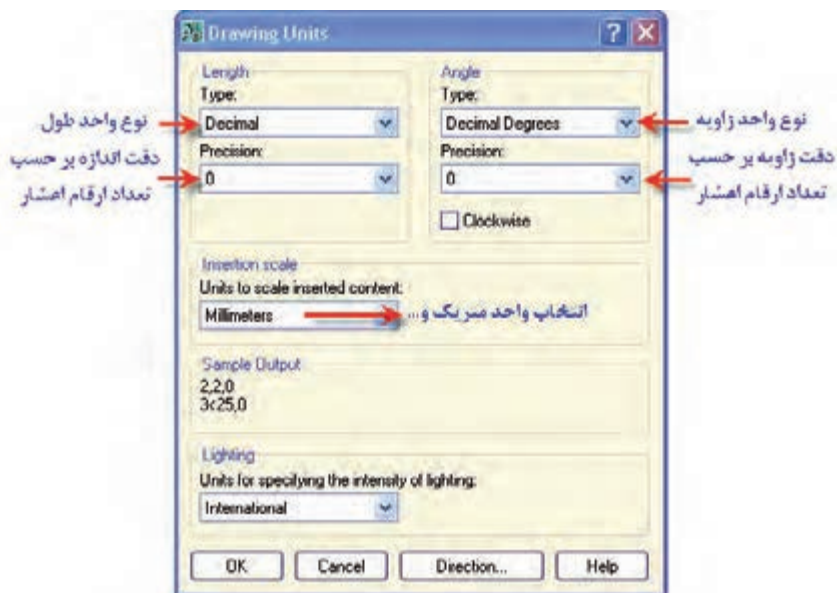 Drawing Units
Length
Type:
Decimal
Precision:
0
نوع واحد طول
دقت اندازه بر حسب
تعداد ارقام اعشار
Angle
Type:
Decimal Degrees
Precision:
0
Clockwise
نوع واحد زاویه
دقت زاویه بر حسب
تعداد ارقام اعشار
Insertion scale
Units to scale inserted content:
Millimeters
انتخاب واحد متریک و...
Sample Output
2,2,0
3<25,0
Lighting
Units for specifying the intensity of lighting:
International
OK
Cancel
Direction...
Help